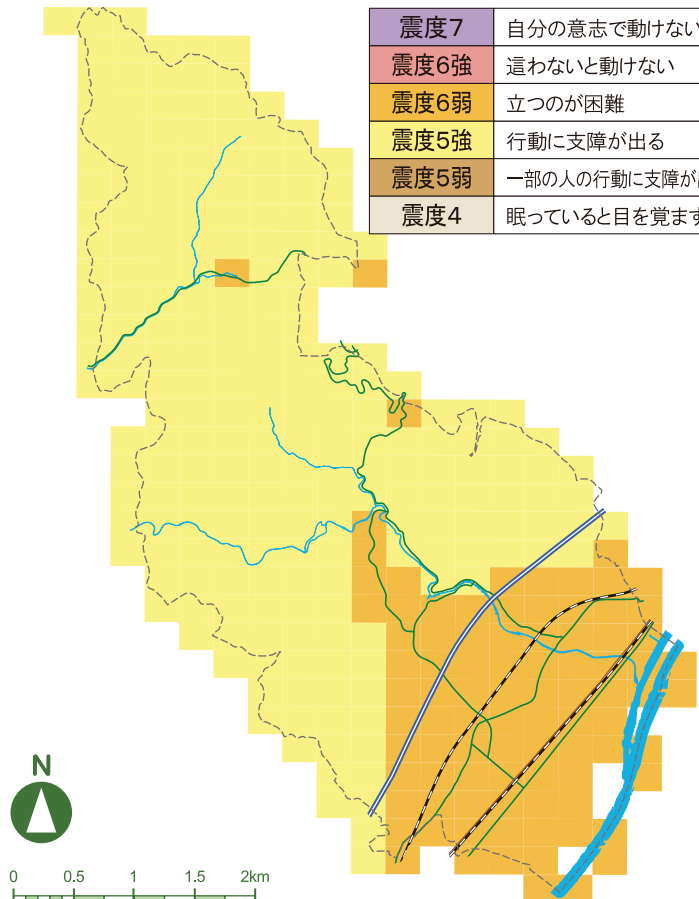 震度7 自分の意志で動けない
震度6強 這わないと動けない
震度6弱 立つのが困難
震度5強 行動に支障が出る
震度5弱 一部の人の行動に支障が
震度4 眠っていると目を覚ます
N
0 0.5 1 1.5 2km